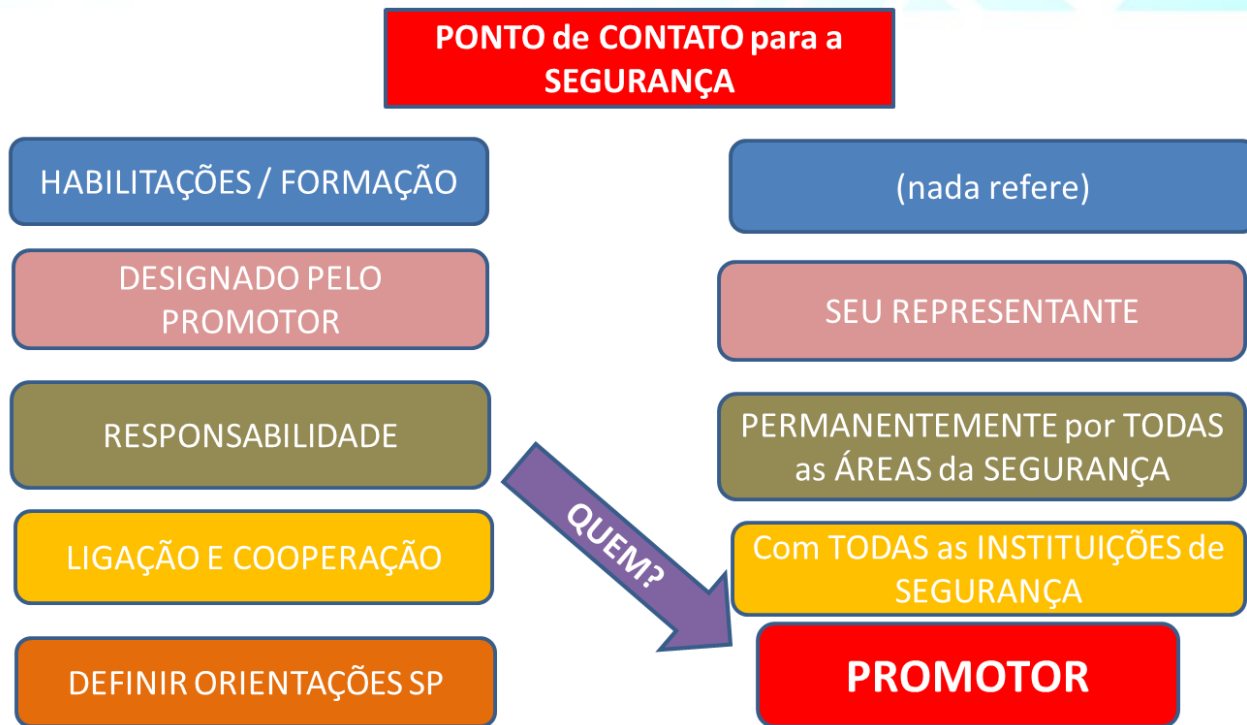 PONTO de CONTATO para a
SEGURANÇA
HABILITAÇÕES / FORMAÇÃO
(nada refere)
DESIGNADO PELO
PROMOTOR
SEU REPRESENTANTE
RESPONSABILIDADE
PERMANENTEMENTE por TODAS
as ÁREAS da SEGURANÇA
QUEM?
LIGAÇÃO E COOPERAÇÃO
Com TODAS as INSTITUIÇÕES de
SEGURANÇA
DEFINIR ORIENTAÇÕES SP
PROMOTOR